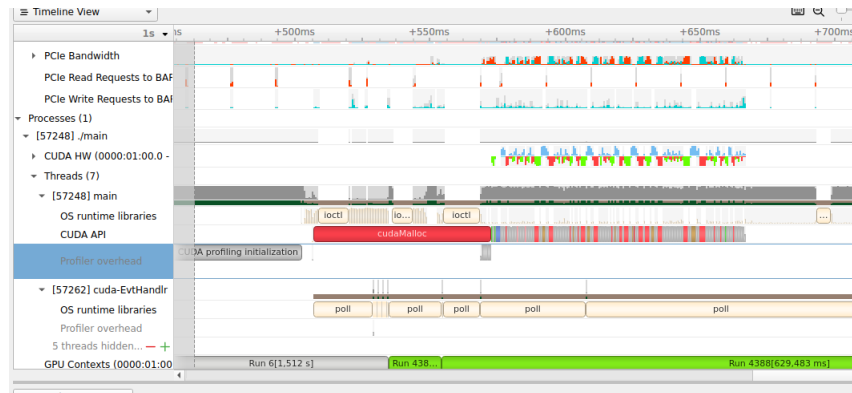 Timeline View
1s
+500ms
+550ms
+600ms
+650ms
+700ms
PCIe Bandwidth
PCIe Read Requests to BAR
PCIe Write Requests to BAR
Processes (1)
[57248] ./main
CUDA HW (0000:01:00.0 -
Threads (7)
[57248] main
OS runtime libraries
ioctl
io...
ioctl
...
CUDA API
cudaMalloc
Profiler overhead
CUDA profiling initialization
[57262] cuda-EvtHandlr
OS runtime libraries
poll
poll
poll
poll
poll
Profiler overhead
5 threads hidden...
GPU Contexts (0000:01:00
Run 6[1,512 s]
Run 438...
Run 4388[629,483 ms]